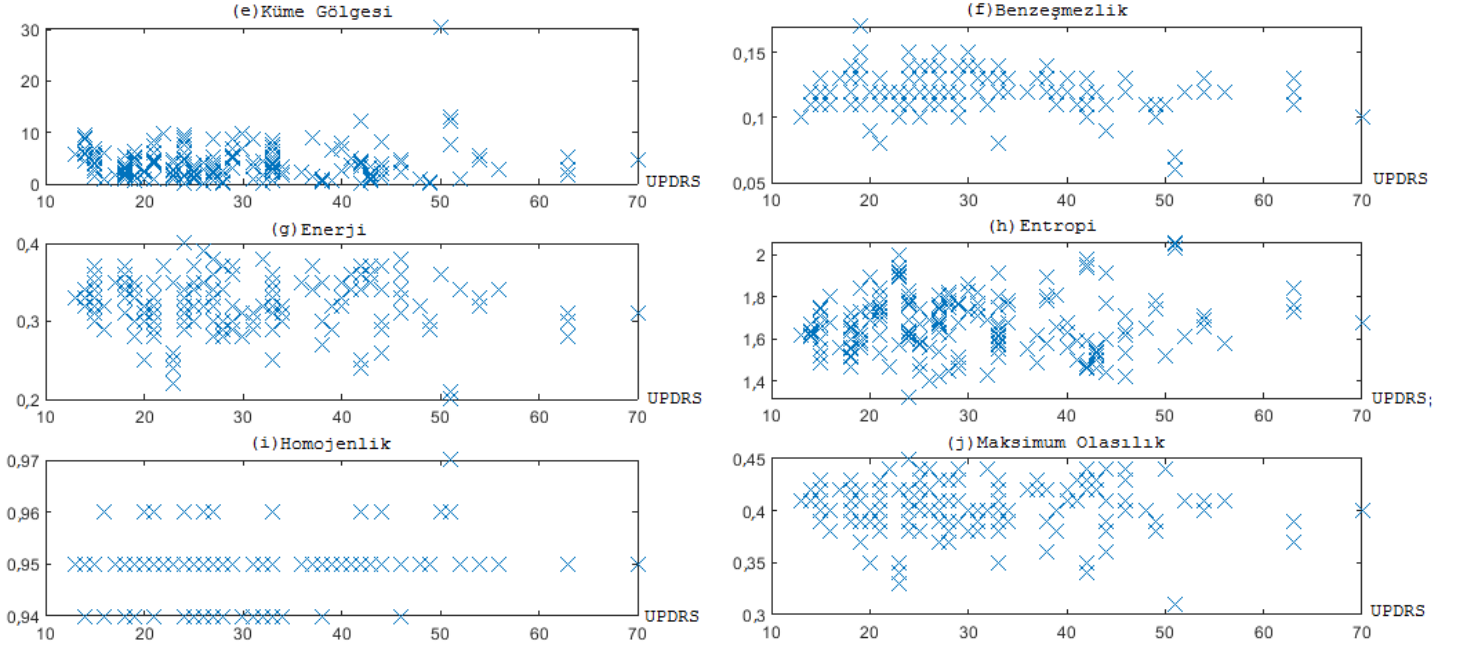 (e)Küme Gölgesi
30
20
10
0
10 20 30 40 50 60 70
UPDRS
(f)Benzeşmezlik
0,15
0,1
0,05
10 20 30 40 50 60 70
UPDRS
(g)Enerji
0,4
0,3
0,2
10 20 30 40 50 60 70
UPDRS
(h)Entropi
2
1,8
1,6
1,4
10 20 30 40 50 60 70
UPDRS;
(i)Homojenlik
0,97
0,96
0,95
0,94
10 20 30 40 50 60 70
UPDRS
(j)Maksimum Olasılık
0,45
0,4
0,35
0,3
10 20 30 40 50 60 70
UPDRS